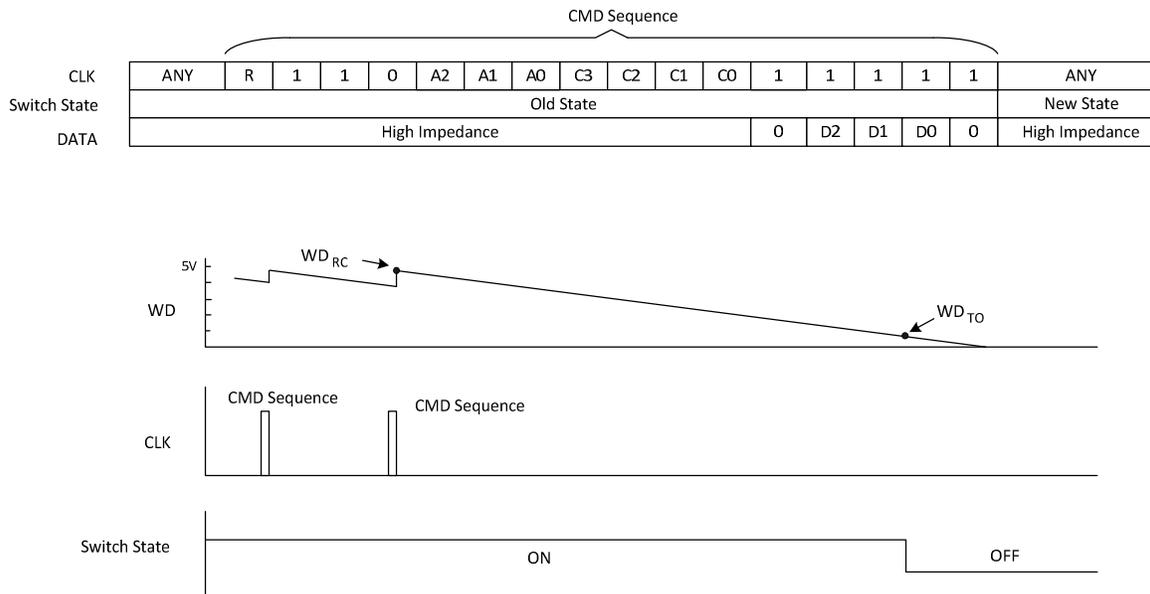 CMD Sequence
CLK ANY R 1 1 0 A2 A1 A0 C3 C2 C1 C0 1 1 1 1 1 ANY
Switch State Old State New State
DATA High Impedance 0 D2 D1 D0 0 High Impedance
5V WD RC
WD WD TO
CMD Sequence CMD Sequence
CLK
Switch State ON OFF